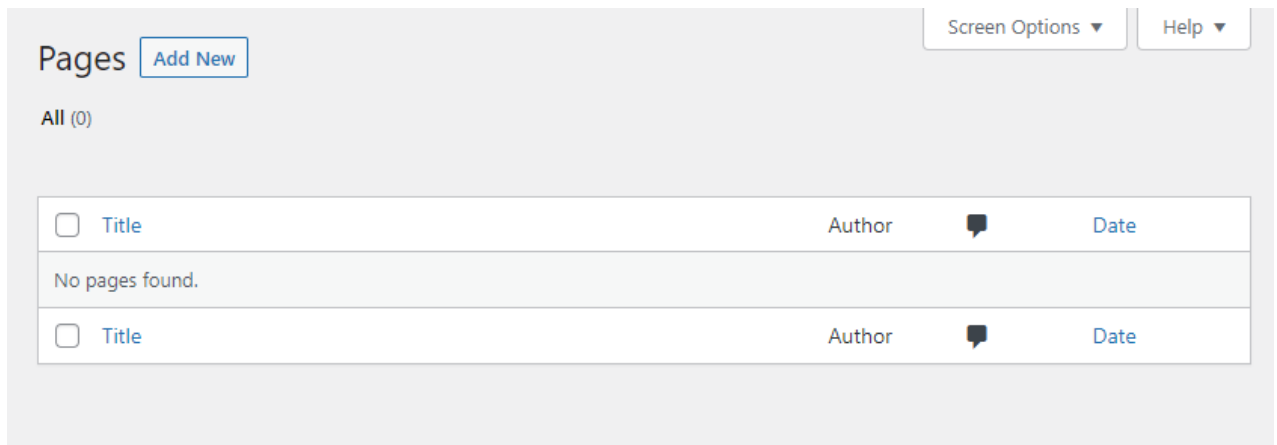 Screen Options ▼ Help ▼
Pages Add New
All (0)
Title Author Date
No pages found.
Title Author Date